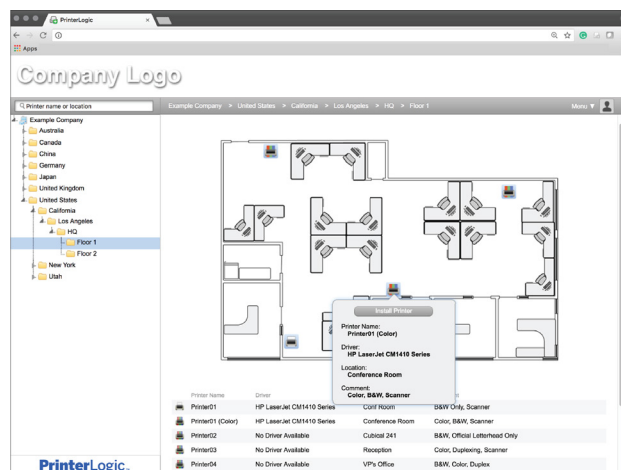 PrinterLogic
Apps
Company Logo
Printer name or location
Example Company > United States > California > Los Angeles > HQ > Floor 1
Menu ▼
Example Company
Australia
Canada
China
Germany
Japan
United Kingdom
United States
California
Los Angeles
HQ
Floor 1
Floor 2
New York
Utah
Install Printer
Printer Name:
Printer01 (Color)
Driver:
HP LaserJet CM1410 Series
Location:
Conference Room
Comment:
Color, B&W, Scanner
Printer Name Driver
Printer01 HP LaserJet CM1410 Series Conf Room B&W Only, Scanner
Printer01 (Color) HP LaserJet CM1410 Series Conference Room Color, B&W, Scanner
Printer02 No Driver Available Cubical 241 B&W, Official Letterhead Only
Printer03 No Driver Available Reception Color, Duplexing, Scanner
Printer04 No Driver Available VP's Office B&W, Color, Duplex
PrinterLogic